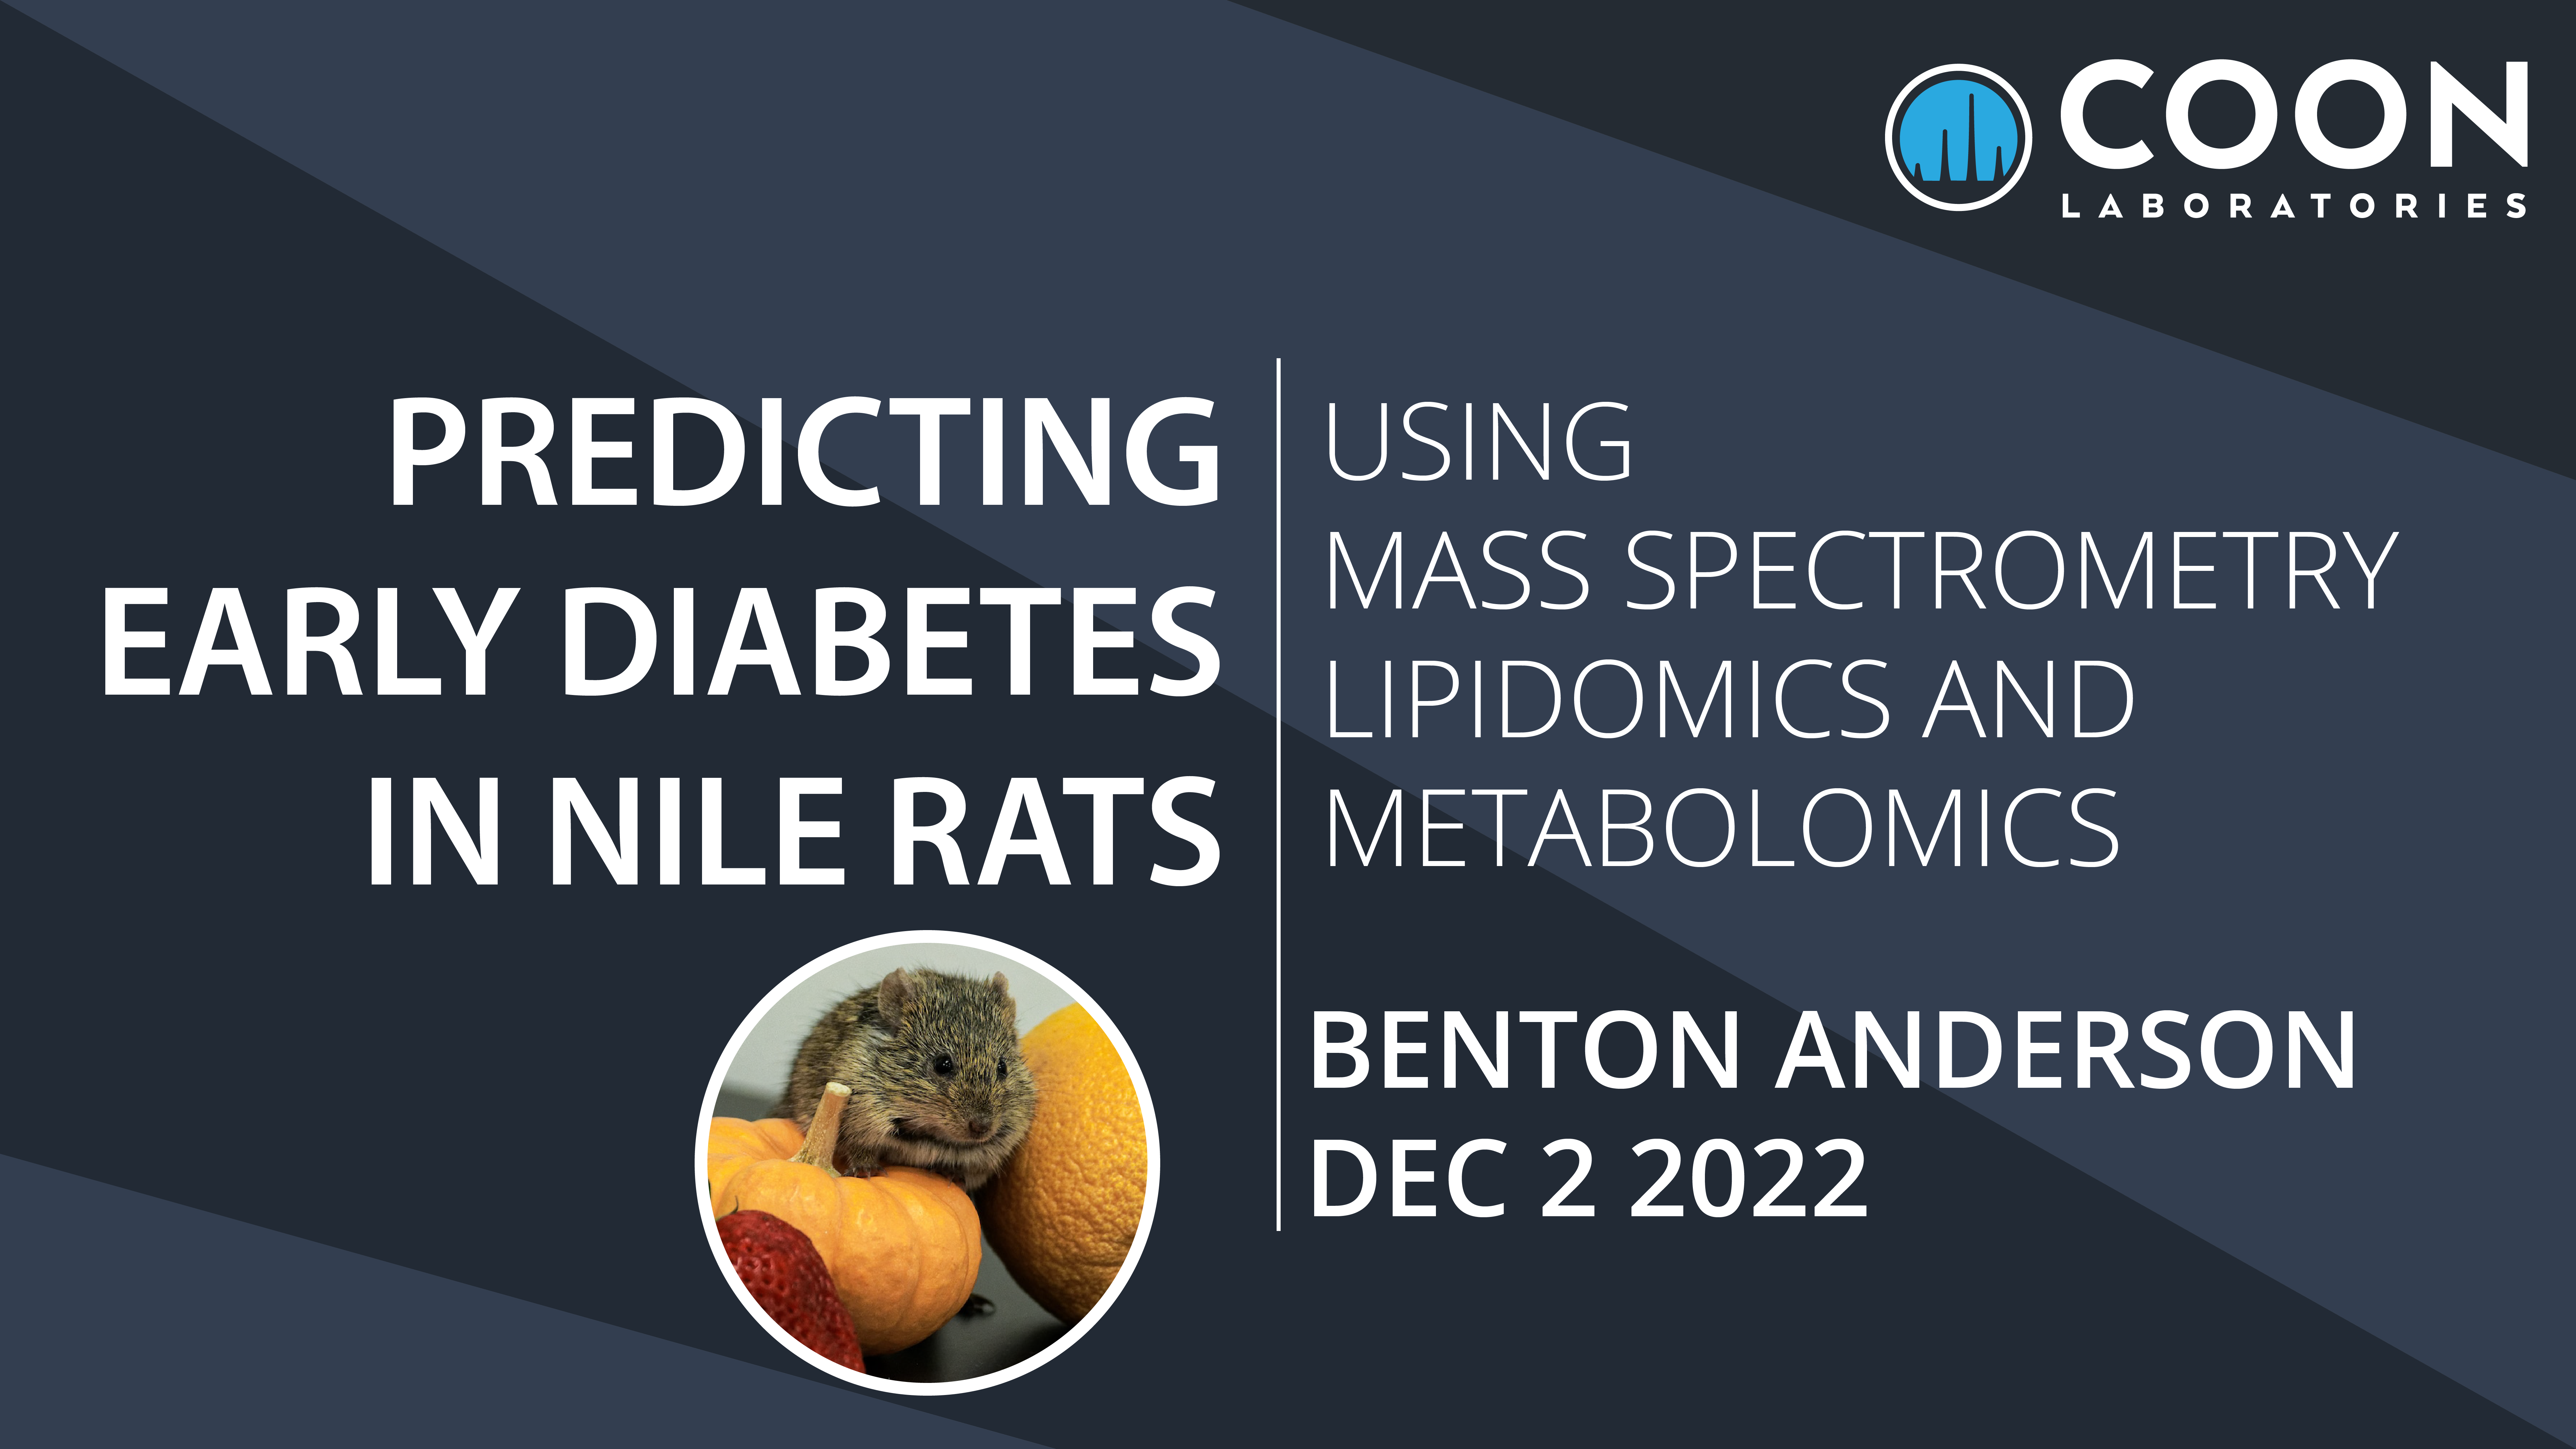 COON
LABORATORIES
PREDICTING
EARLY DIABETES
IN NILE RATS
USING
MASS SPECTROMETRY
LIPIDOMICS AND
METABOLOMICS
BENTON ANDERSON
DEC 2 2022